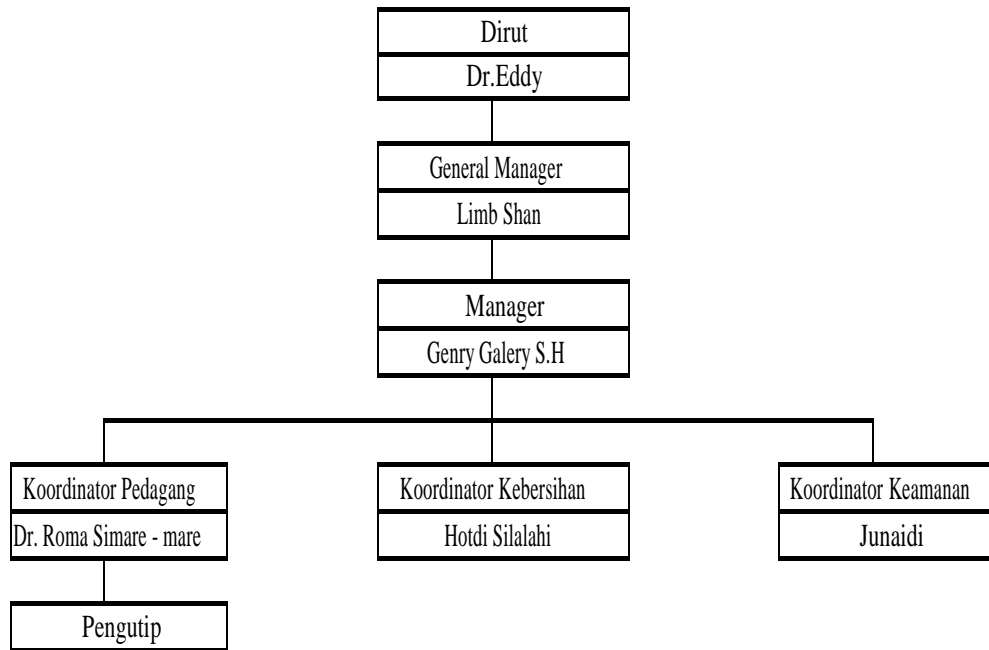 Dirut
Dr.Eddy
General Manager
Limb Shan
Manager
Genry Galery S.H
Koordinator Pedagang
Dr. Roma Simare - mare
Koordinator Kebersihan
Hotdi Silalahi
Koordinator Keamanan
Junaidi
Pengutip